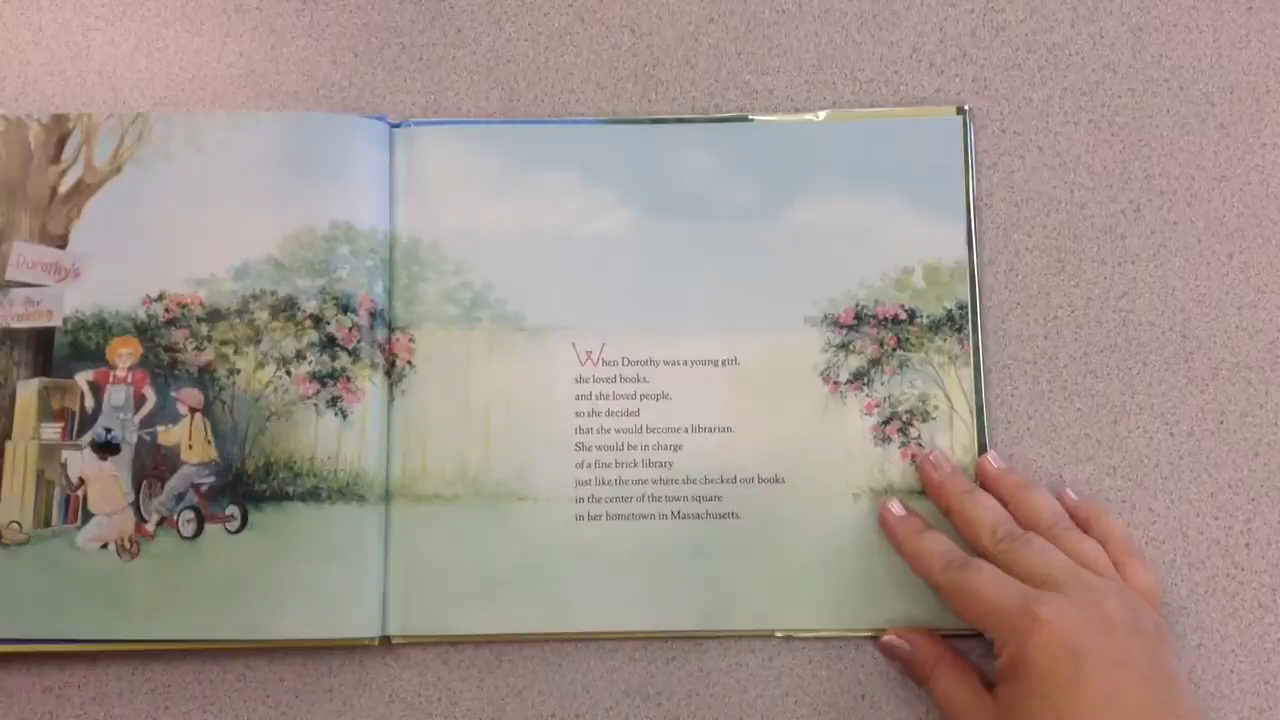 Dorothy's
for
When Dorothy was a young girl,
she loved books,
and she loved people,
so she decided
that she would become a librarian.
She would be in charge
of a fine brick library
just like the one where she checked out books
in the center of the town square
in her hometown in Massachusetts.